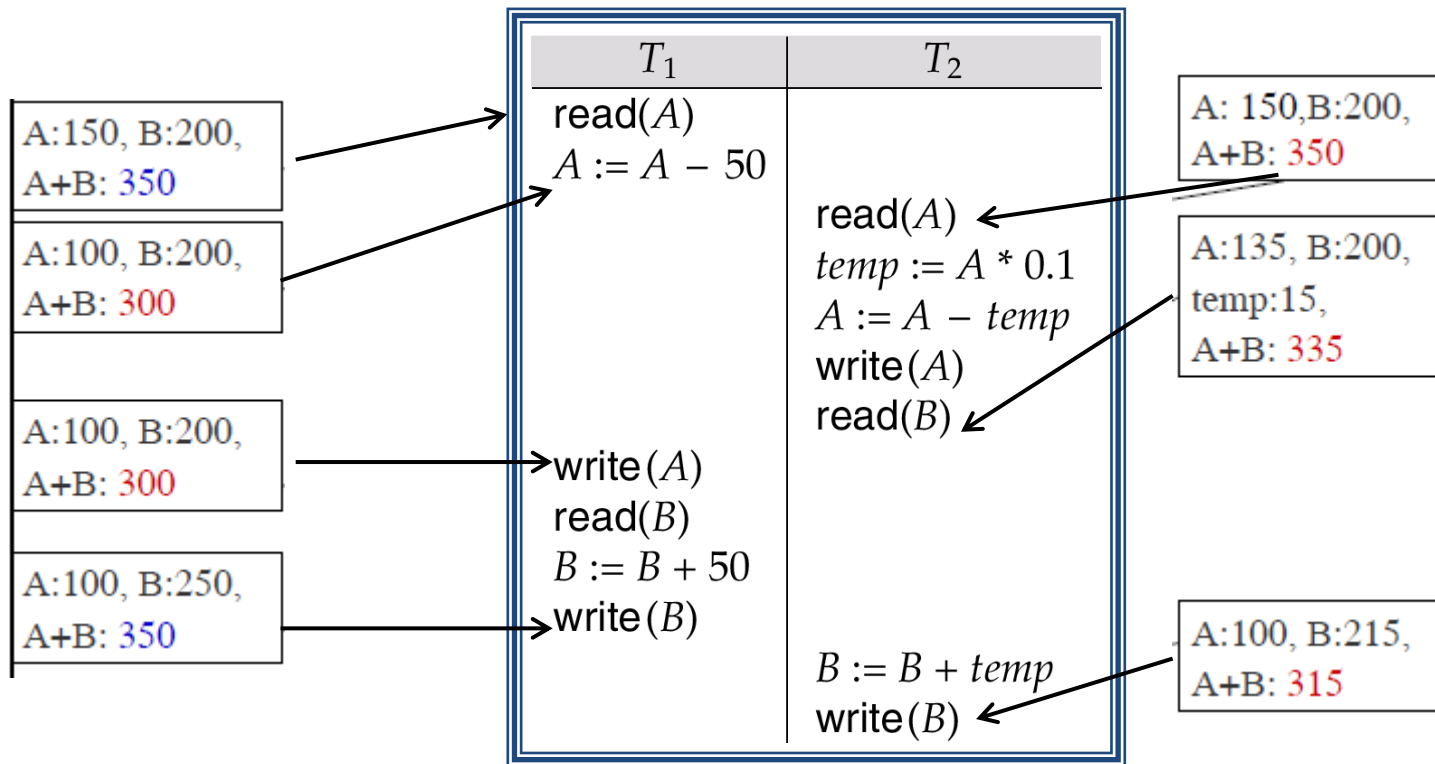 T₁ T₂
A:150, B:200,
A+B: 350
A:100, B:200,
A+B: 300
A:100, B:200,
A+B: 300
A:100, B:250,
A+B: 350
read(A)
A := A − 50
read(A)
temp := A * 0.1
A := A − temp
write(A)
read(B)
write(A)
read(B)
B := B + 50
write(B)
B := B + temp
write(B)
A: 150,B:200,
A+B: 350
A:135, B:200,
temp:15,
A+B: 335
A:100, B:215,
A+B: 315